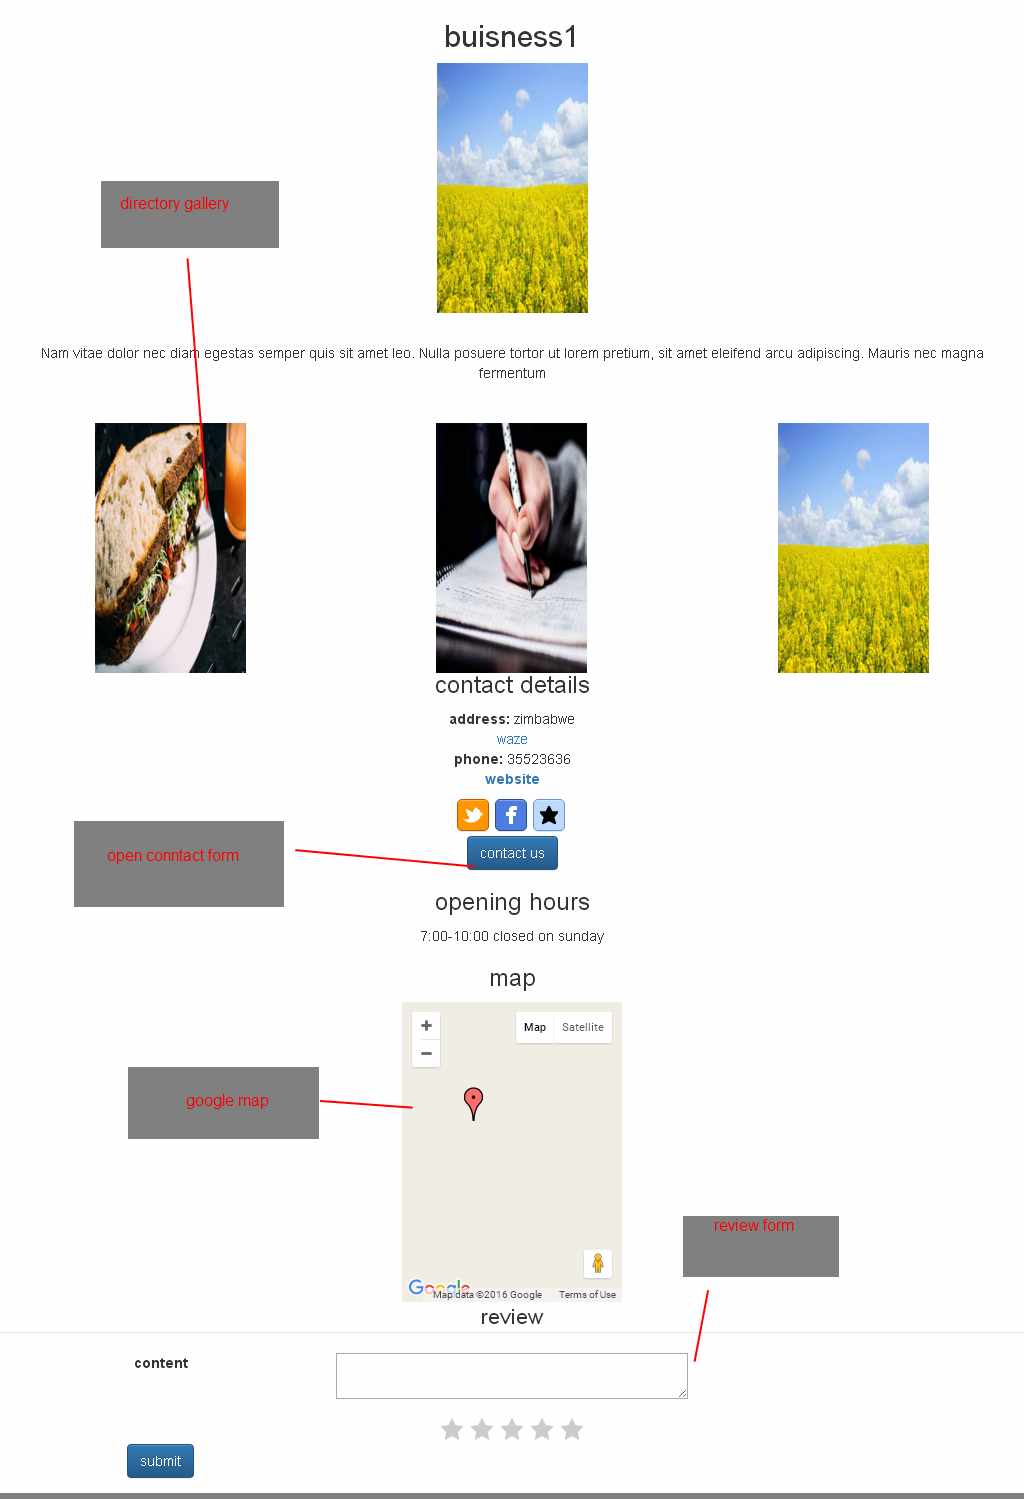 buisness1
directory gallery
Nam vitae dolor nec diam egestas semper quis sit amet leo. Nulla posuere tortor ut lorem pretium, sit amet eleifend arcu adipiscing. Mauris nec magna
fermentum
contact details
address: zimbabwe
waze
phone: 35523636
website
open conntact form
contact us
opening hours
7:00-10:00 closed on sunday
map
+
Map Satellite
−
google map
review form
Google
Map data ©2016 Google Terms of Use
review
content
submit